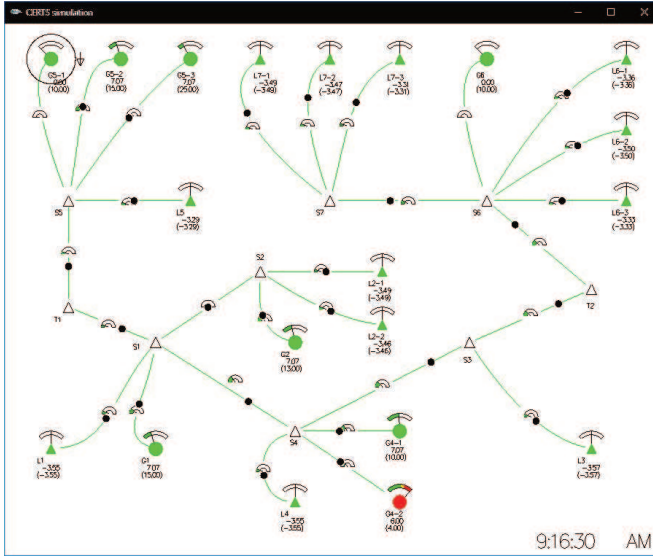 CERTS simulation
G5-1
0.00
(10.00)
G5-2
7.07
(15.00)
G5-3
7.07
(25.00)
L7-1
-3.49
(-3.49)
L7-2
-3.47
(-3.47)
L7-3
-3.31
(-3.31)
G6
0.00
(10.00)
L6-1
-3.36
(-3.36)
L6-2
-3.50
(-3.50)
S5
L5
-3.29
(-3.29)
S7
S6
L6-3
-3.33
(-3.33)
S2
L2-1
-3.49
(-3.49)
T2
T1
L2-2
-3.46
(-3.46)
G2
7.07
(13.00)
S1
S3
S4
G4-1
7.07
(10.00)
L1
-3.55
(-3.55)
G1
7.07
(15.00)
L3
-3.57
(-3.57)
L4
-3.55
(-3.55)
G4-2
6.00
(4.00)
9:16:30 AM